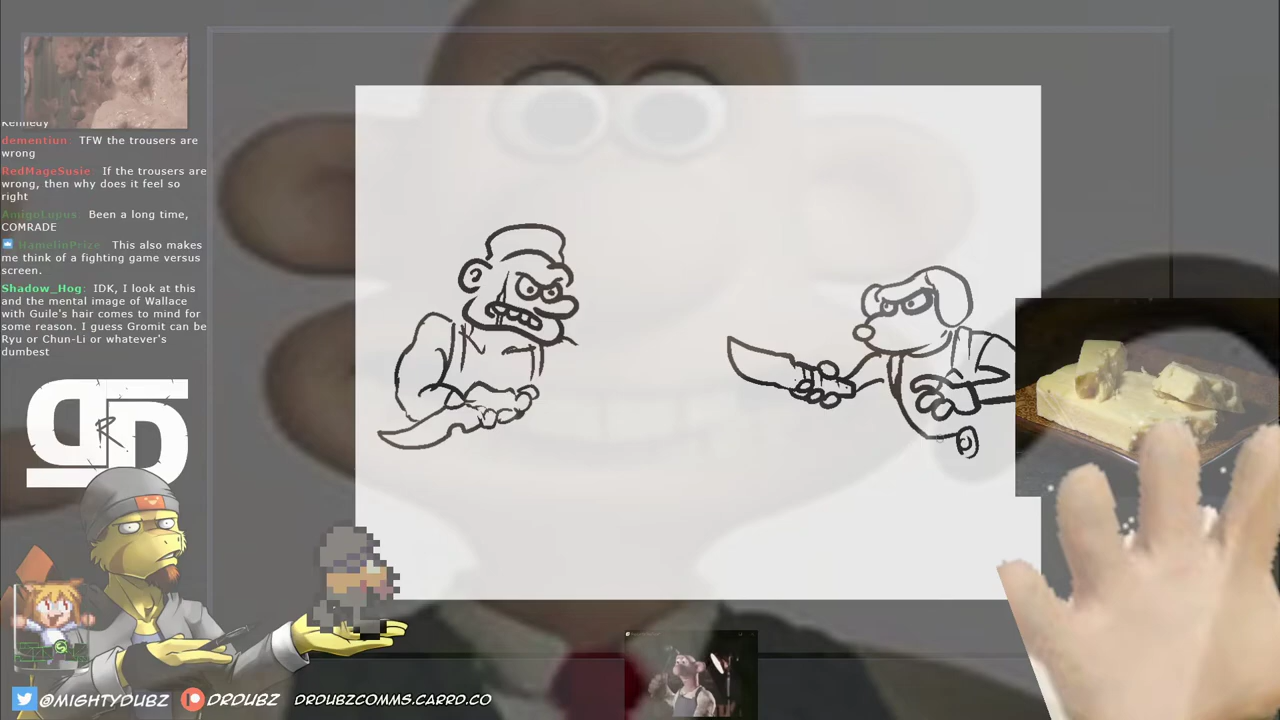 Kennedy
dementiun: TFW the trousers are
wrong
RedMageSusie: If the trousers are
wrong, then why does it feel so
right
AmigoLupus: Been a long time,
COMRADE
HamelinPrize: This also makes
me think of a fighting game versus
screen.
Shadow_Hog: IDK, I look at this
and the mental image of Wallace
with Guile's hair comes to mind for
some reason. I guess Gromit can be
Ryu or Chun-Li or whatever's
dumbest
DRD
@MIGHTYDUBZ DRDUBZ DRDUBZCOMMS.CARRD.CO